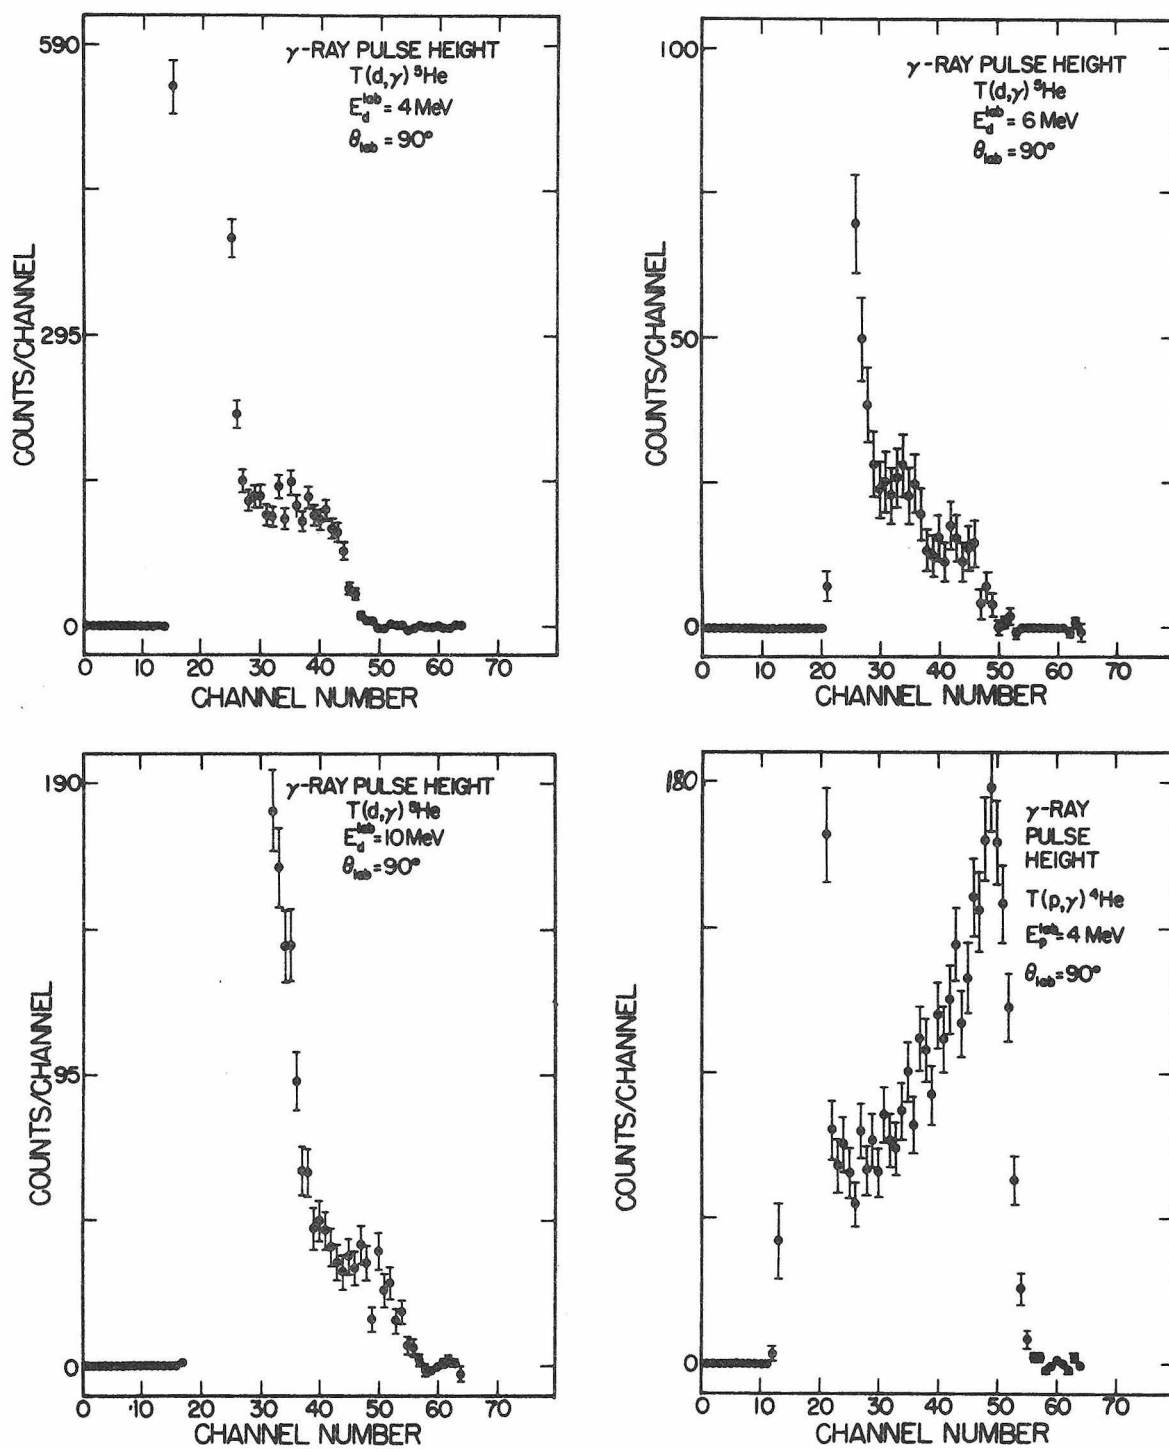 590
295
0
COUNTS/CHANNEL
γ-RAY PULSE HEIGHT
T(d,γ)⁵He
E_d^lab = 4 MeV
θ_lab = 90°
0 10 20 30 40 50 60 70
CHANNEL NUMBER
100
50
0
COUNTS/CHANNEL
γ-RAY PULSE HEIGHT
T(d,γ)⁵He
E_d^lab = 6 MeV
θ_lab = 90°
0 10 20 30 40 50 60 70
CHANNEL NUMBER
190
95
0
COUNTS/CHANNEL
γ-RAY PULSE HEIGHT
T(d,γ)⁵He
E_d^lab = 10 MeV
θ_lab = 90°
0 10 20 30 40 50 60 70
CHANNEL NUMBER
180
0
COUNTS/CHANNEL
γ-RAY
PULSE
HEIGHT
T(p,γ)⁴He
E_p^lab = 4 MeV
θ_lab = 90°
0 10 20 30 40 50 60 70
CHANNEL NUMBER